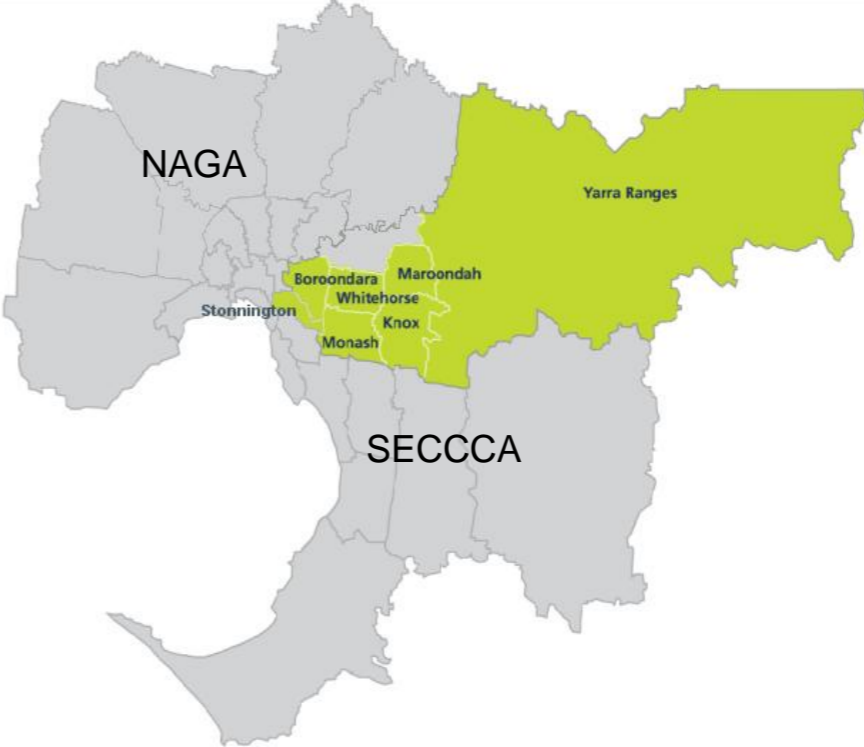 NAGA
Yarra Ranges
Boroondara
Maroondah
Whitehorse
Stonnington
Knox
Monash
SECCCA